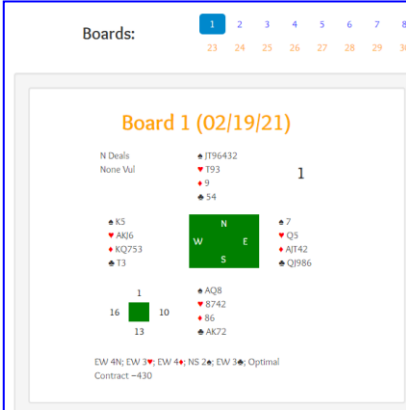 Boards:
1 2 3 4 5 6 7 8
23 24 25 26 27 28 29 30
Board 1 (02/19/21)
N Deals
None Vul
♠ JT96432
♥ T93
♦ 9
♣ 54
1
♠ K5
♥ AKJ6
♦ KQ753
♣ T3
N
W E
S
♠ 7
♥ Q5
♦ AJT42
♣ QJ986
♠ AQ8
♥ 8742
♦ 86
♣ AK72
1
16 10
13
EW 4N; EW 3♥; EW 4♦; NS 2♠; EW 3♣; Optimal
Contract −430